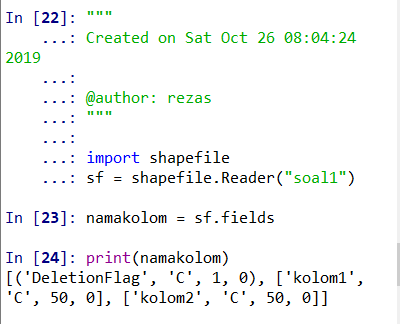 In [22]: """
    ...: Created on Sat Oct 26 08:04:24
2019
    ...:
    ...: @author: rezas
    ...: """
    ...:
    ...: import shapefile
    ...: sf = shapefile.Reader("soal1")
In [23]: namakolom = sf.fields
In [24]: print(namakolom)
[('DeletionFlag', 'C', 1, 0), ['kolom1',
'C', 50, 0], ['kolom2', 'C', 50, 0]]